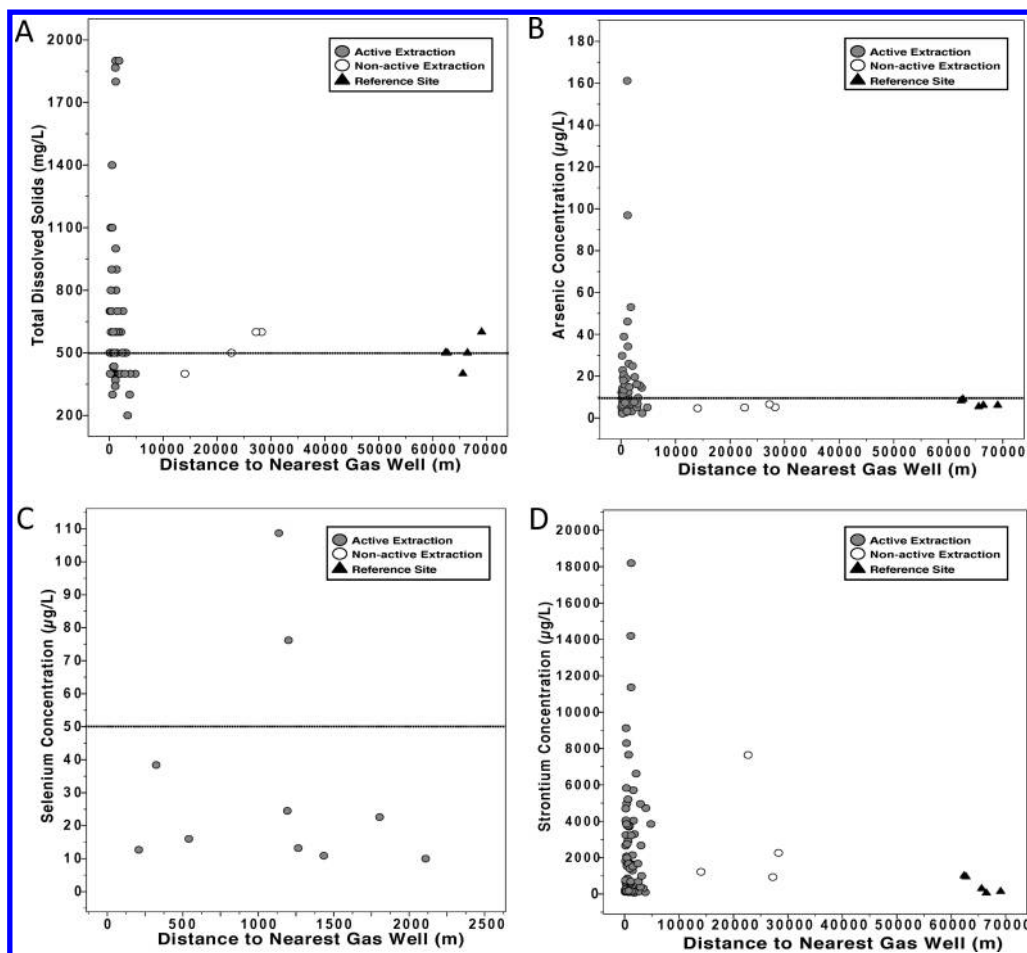 A
2000
1700
1400
1100
800
500
200
Total Dissolved Solids (mg/L)
Active Extraction
Non-active Extraction
Reference Site
0 10000 20000 30000 40000 50000 60000 70000
Distance to Nearest Gas Well (m)
B
180
160
140
120
100
80
60
40
20
0
Arsenic Concentration (µg/L)
Active Extraction
Non-active Extraction
Reference Site
0 10000 20000 30000 40000 50000 60000 70000
Distance to Nearest Gas Well (m)
C
110
100
90
80
70
60
50
40
30
20
10
0
Selenium Concentration (µg/L)
Active Extraction
Non-active Extraction
Reference Site
0 250 500 750 1000 1250 1500 1750 2000 2250 2500
Distance to Nearest Gas Well (m)
D
20000
18000
16000
14000
12000
10000
8000
6000
4000
2000
0
Strontium Concentration (µg/L)
Active Extraction
Non-active Extraction
Reference Site
0 10000 20000 30000 40000 50000 60000 70000
Distance to Nearest Gas Well (m)